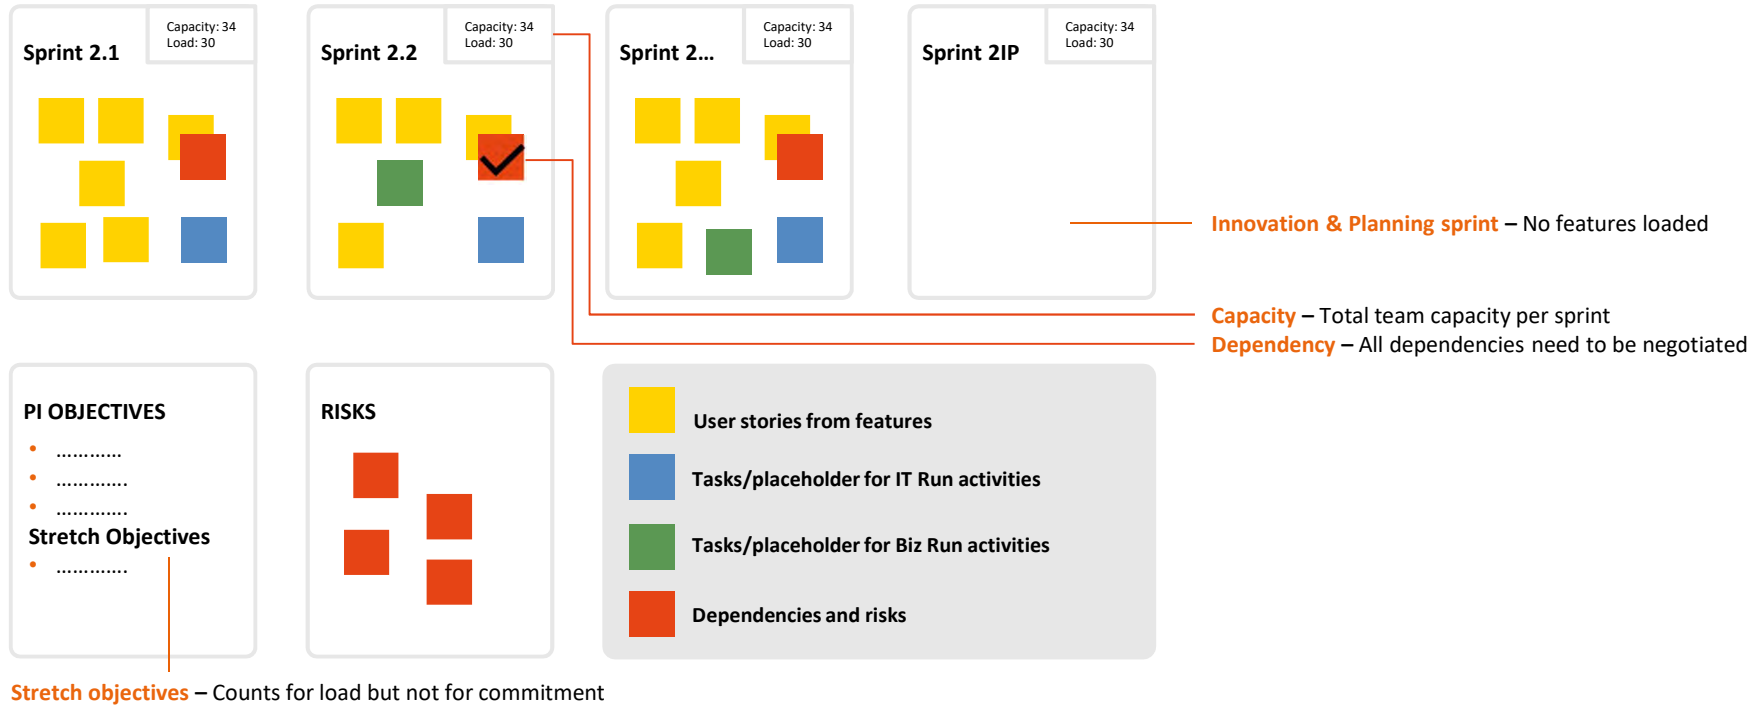 Sprint 2.1
Capacity: 34
Load: 30
Sprint 2.2
Capacity: 34
Load: 30
Sprint 2...
Capacity: 34
Load: 30
Sprint 2IP
Capacity: 34
Load: 30
Innovation & Planning sprint – No features loaded
Capacity – Total team capacity per sprint
Dependency – All dependencies need to be negotiated
PI OBJECTIVES
• ............
• .............
• .............
Stretch Objectives
• .............
RISKS
User stories from features
Tasks/placeholder for IT Run activities
Tasks/placeholder for Biz Run activities
Dependencies and risks
Stretch objectives – Counts for load but not for commitment